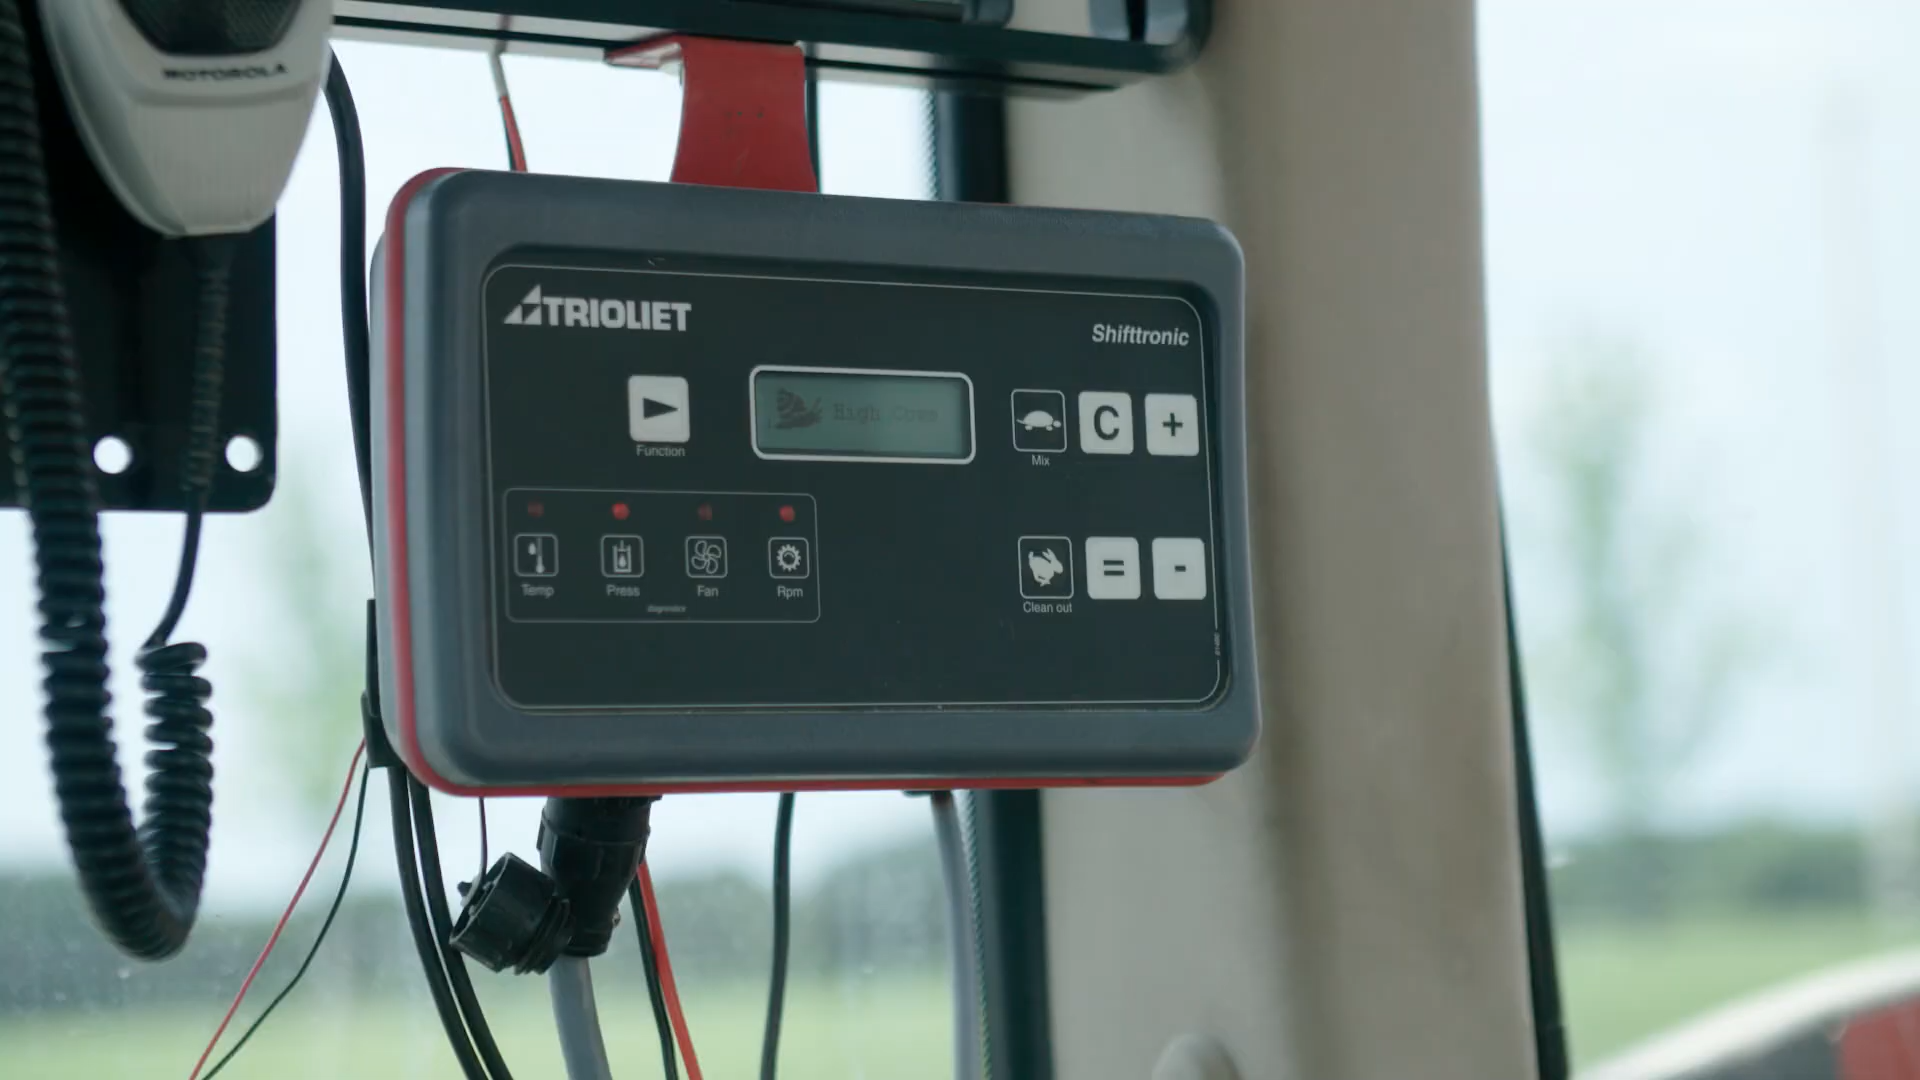 MOTOROLA
TRIOLIET
Shifttronic
High Cows
Function
Mix
C
+
Temp
Press
Fan
Rpm
diagnostics
Clean out
=
-